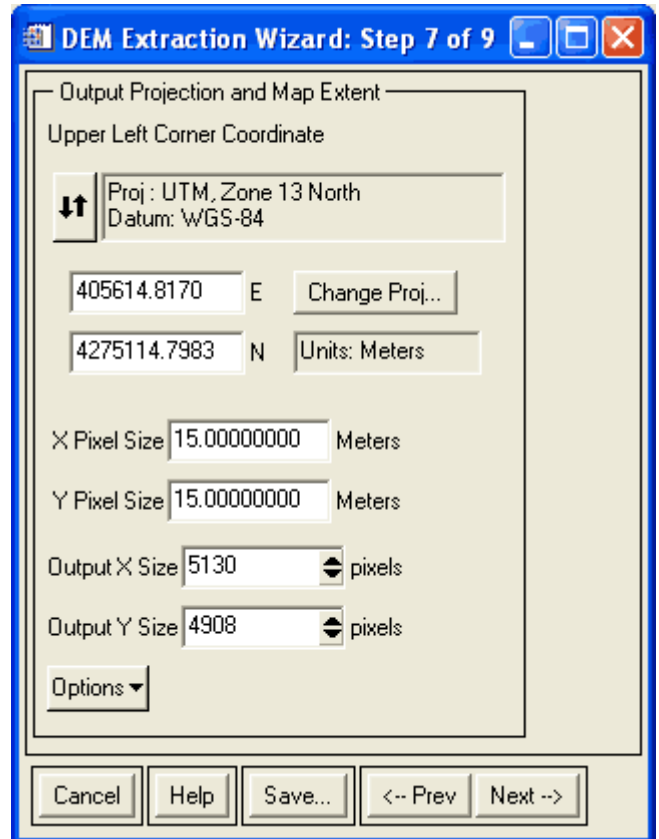 DEM Extraction Wizard: Step 7 of 9
Output Projection and Map Extent
Upper Left Corner Coordinate
Proj : UTM, Zone 13 North
Datum: WGS-84
405614.8170 E Change Proj...
4275114.7983 N Units: Meters
X Pixel Size 15.00000000 Meters
Y Pixel Size 15.00000000 Meters
Output X Size 5130 pixels
Output Y Size 4908 pixels
Options
Cancel Help Save... <-- Prev Next -->